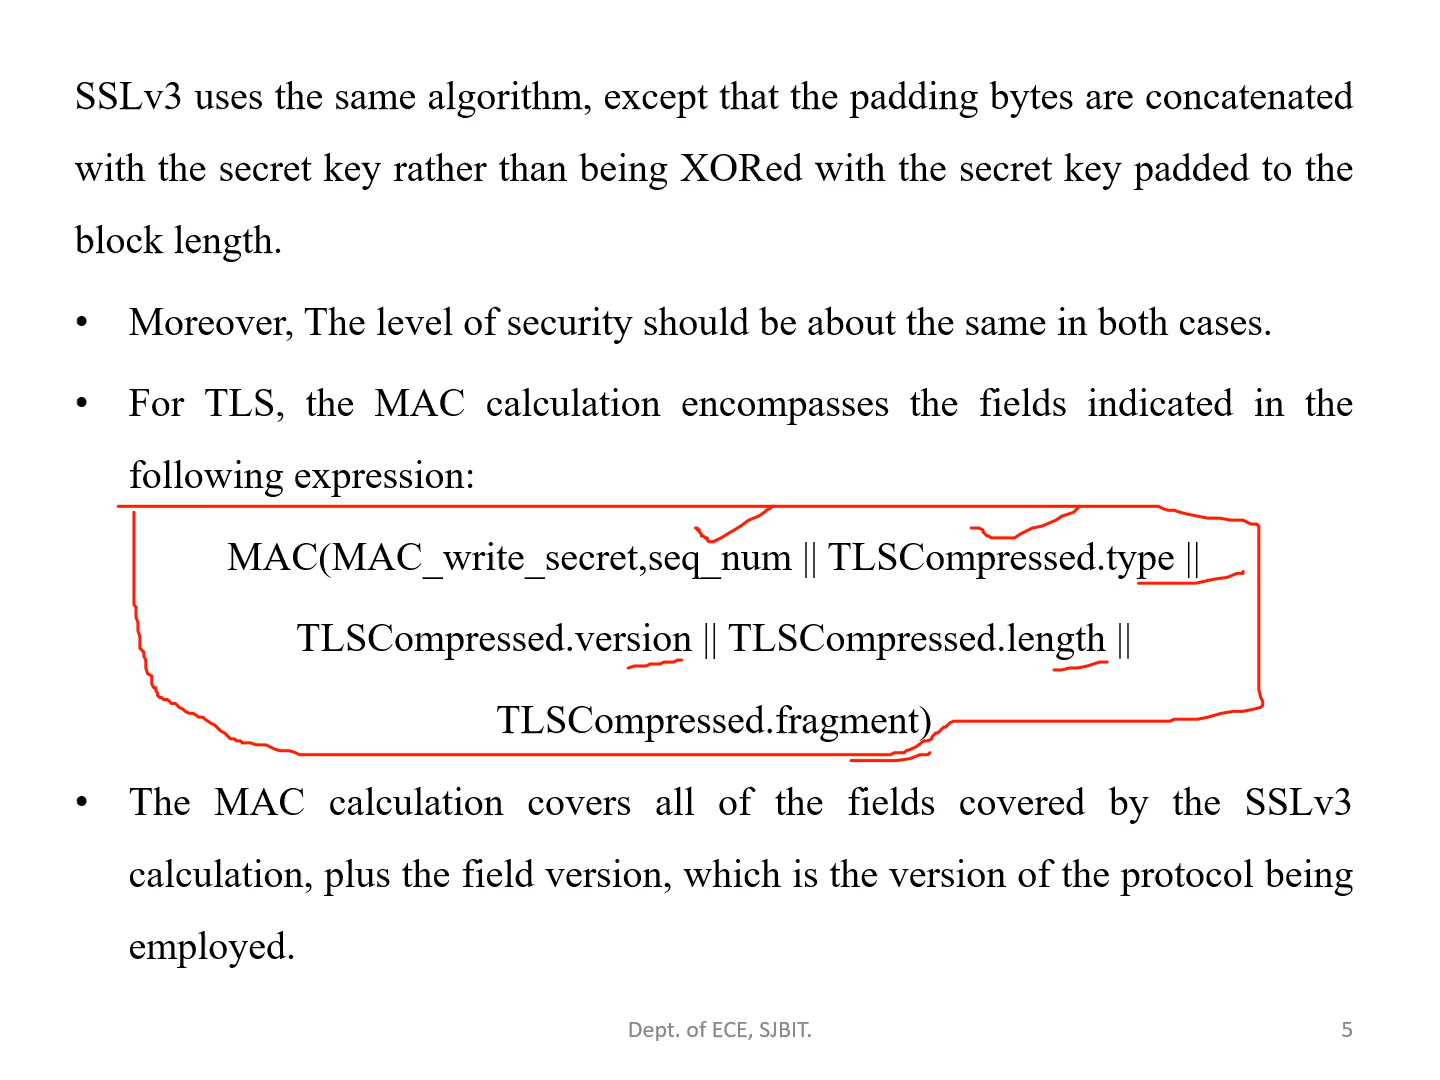 SSLv3 uses the same algorithm, except that the padding bytes are concatenated
with the secret key rather than being XORed with the secret key padded to the
block length.
• Moreover, The level of security should be about the same in both cases.
• For TLS, the MAC calculation encompasses the fields indicated in the
following expression:
MAC(MAC_write_secret,seq_num || TLSCompressed.type ||
TLSCompressed.version || TLSCompressed.length ||
TLSCompressed.fragment)
• The MAC calculation covers all of the fields covered by the SSLv3
calculation, plus the field version, which is the version of the protocol being
employed.
Dept. of ECE, SJBIT.
5